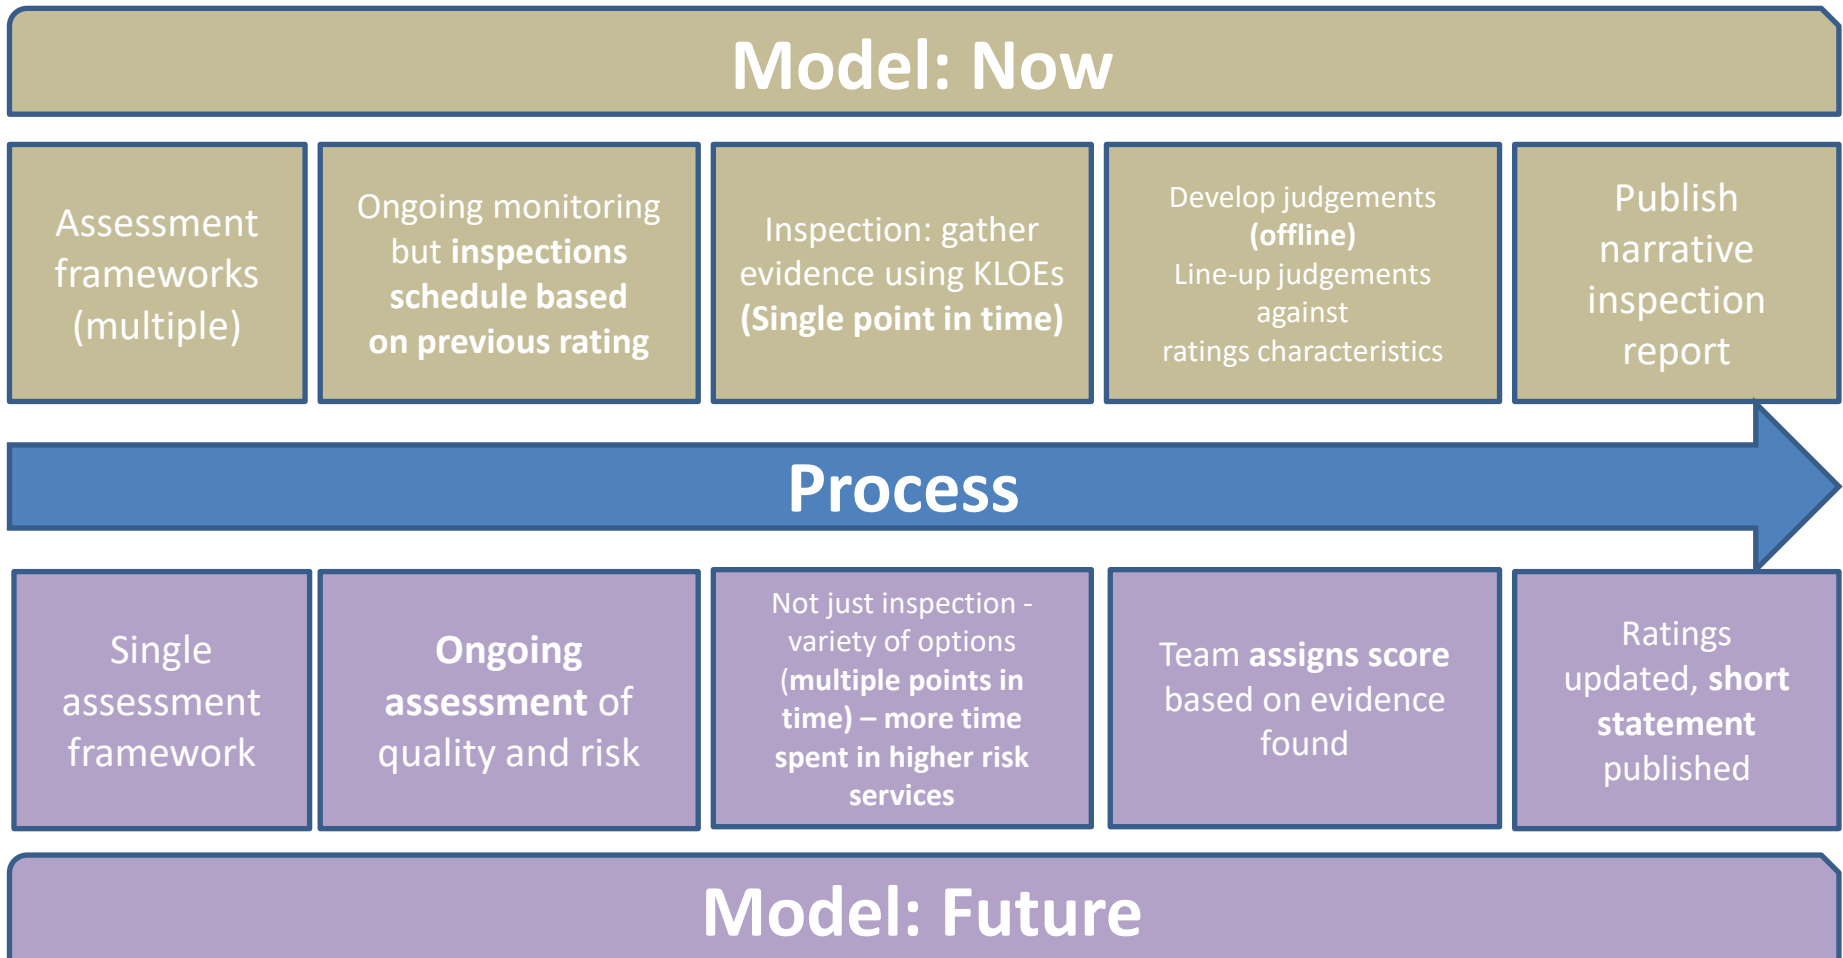 Model: Now
Assessment
frameworks
(multiple)
Ongoing monitoring
but inspections
schedule based
on previous rating
Inspection: gather
evidence using KLOEs
(Single point in time)
Develop judgements
(offline)
Line-up judgements
against
ratings characteristics
Publish
narrative
inspection
report
Process
Single
assessment
framework
Ongoing
assessment of
quality and risk
Not just inspection -
variety of options
(multiple points in
time) – more time
spent in higher risk
services
Team assigns score
based on evidence
found
Ratings
updated, short
statement
published
Model: Future